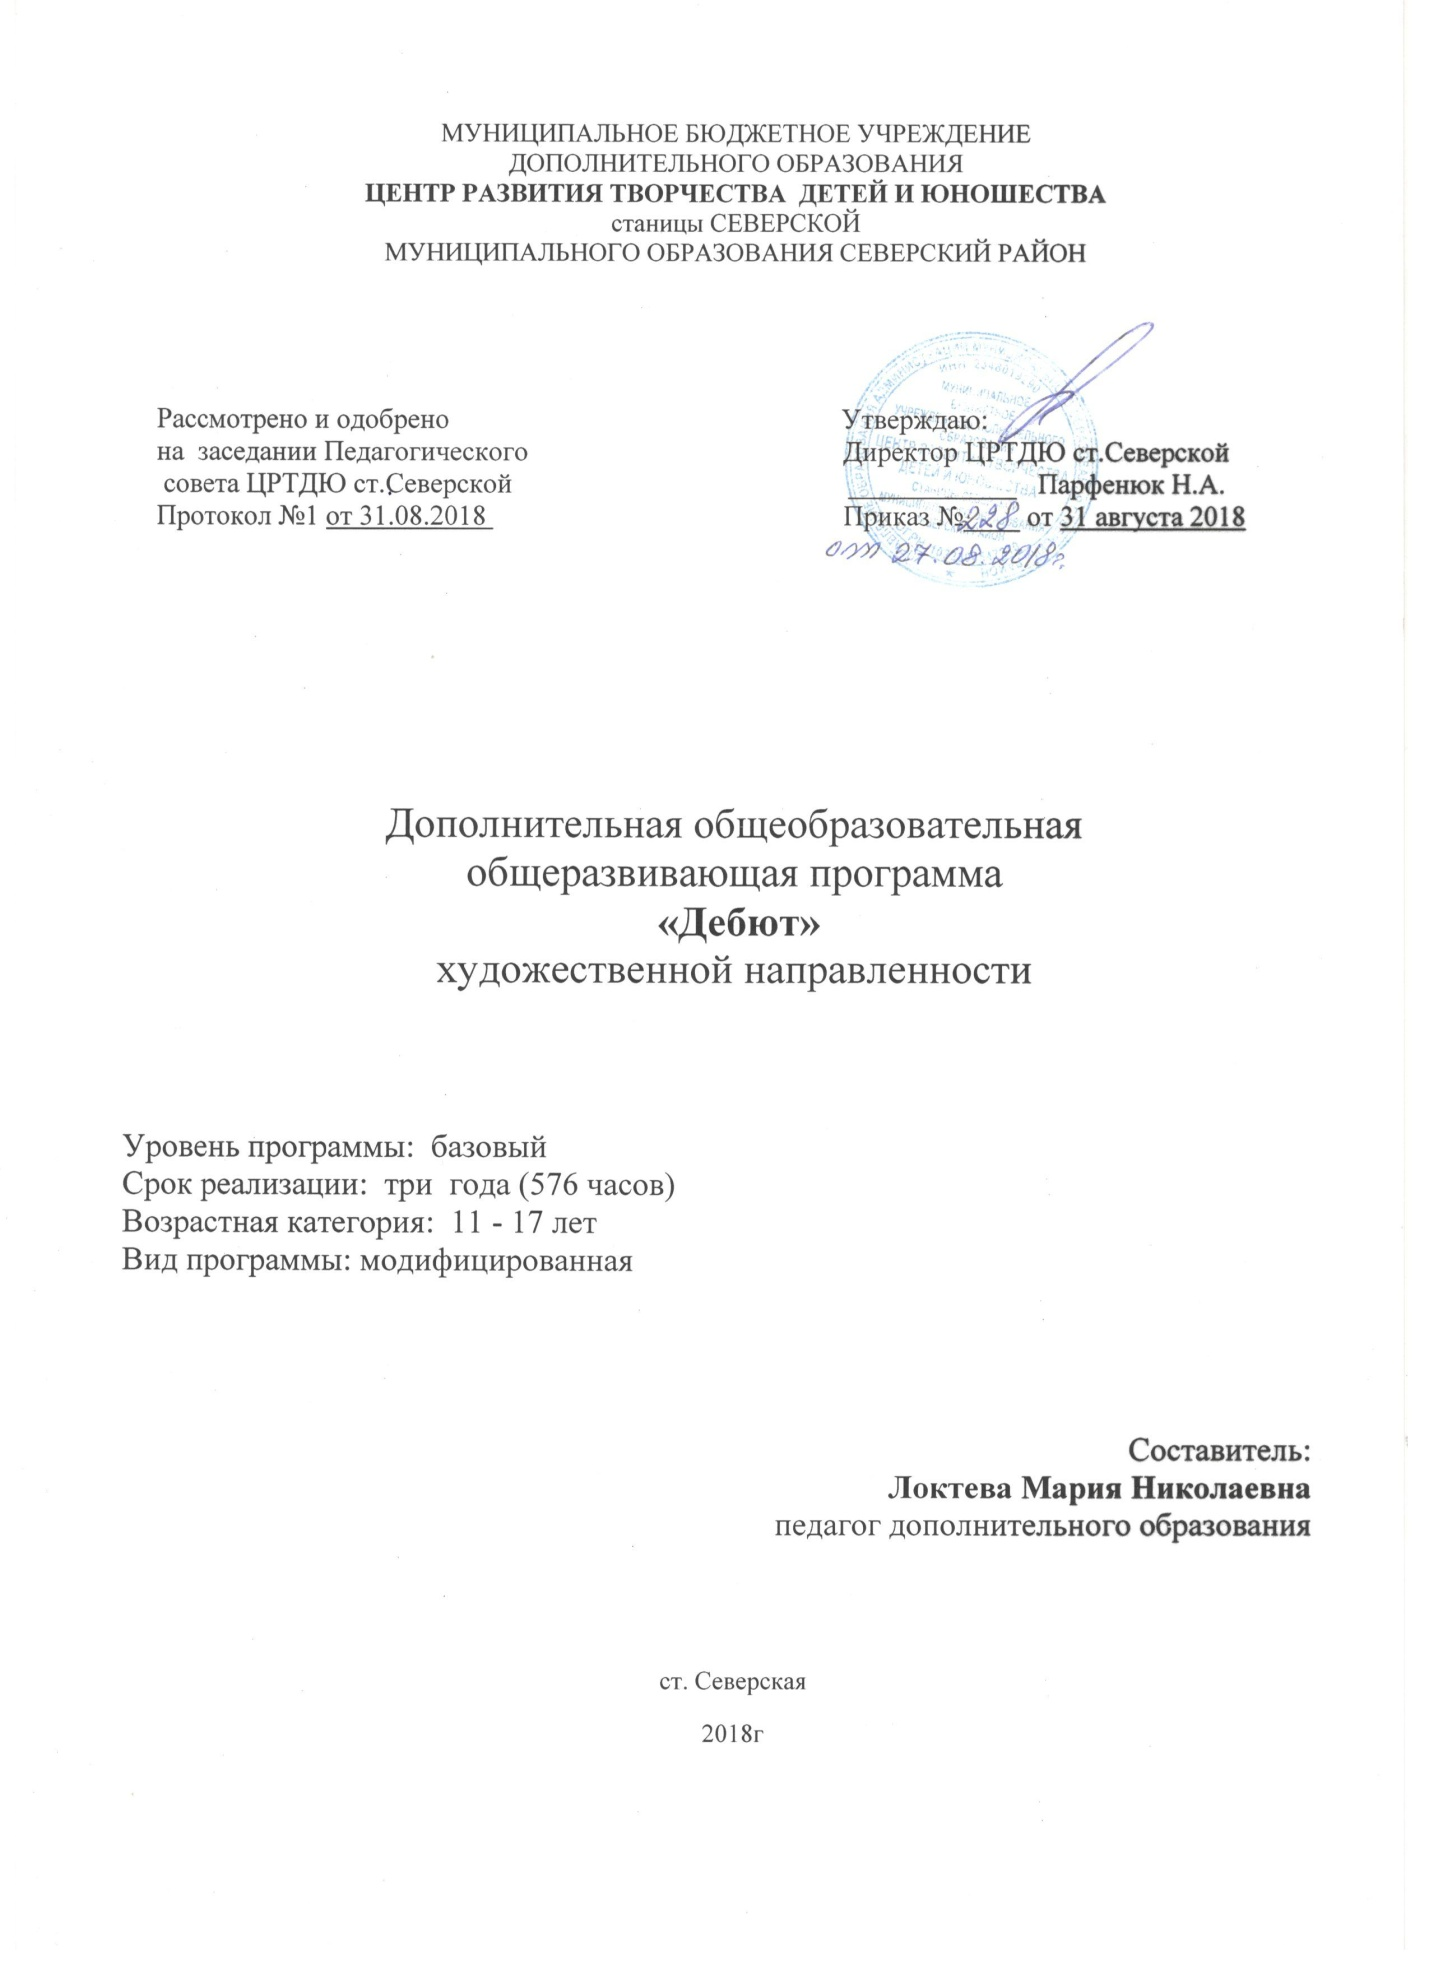 МУНИЦИПАЛЬНОЕ БЮДЖЕТНОЕ УЧРЕЖДЕНИЕ
ДОПОЛНИТЕЛЬНОГО ОБРАЗОВАНИЯ
ЦЕНТР РАЗВИТИЯ ТВОРЧЕСТВА ДЕТЕЙ И ЮНОШЕСТВА
станицы СЕВЕРСКОЙ
МУНИЦИПАЛЬНОГО ОБРАЗОВАНИЯ СЕВЕРСКИЙ РАЙОН
Рассмотрено и одобрено
на заседании Педагогического
совета ЦРТДЮ ст.Северской
Протокол №1 от 31.08.2018
Утверждаю:
Директор ЦРТДЮ ст.Северской
____________ Парфенюк Н.А.
Приказ №228 от 31 августа 2018
от 27.08.2018г.
Дополнительная общеобразовательная
общеразвивающая программа
«Дебют»
художественной направленности
Уровень программы: базовый
Срок реализации: три года (576 часов)
Возрастная категория: 11 - 17 лет
Вид программы: модифицированная
Составитель:
Локтева Мария Николаевна
педагог дополнительного образования
ст. Северская
2018г